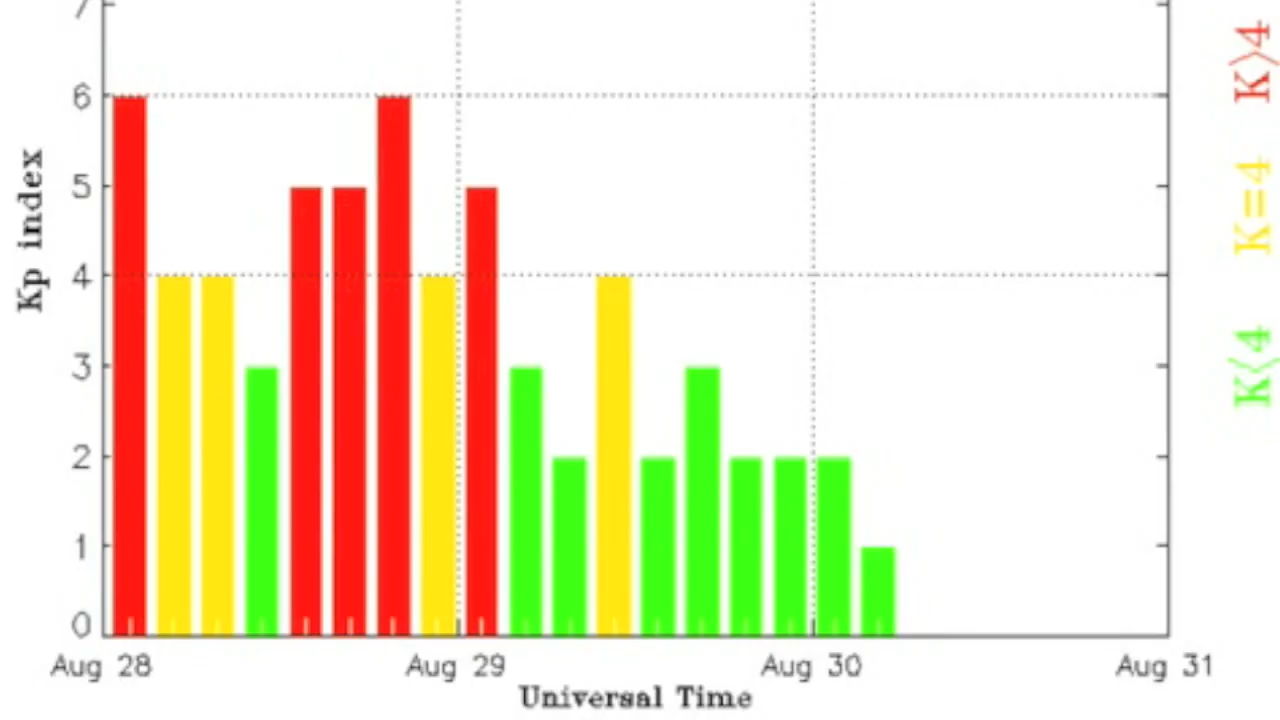 7
6
5
4
3
2
1
0
Kp index
Aug 28
Aug 29
Aug 30
Aug 31
Universal Time
K>4
K=4
K<4